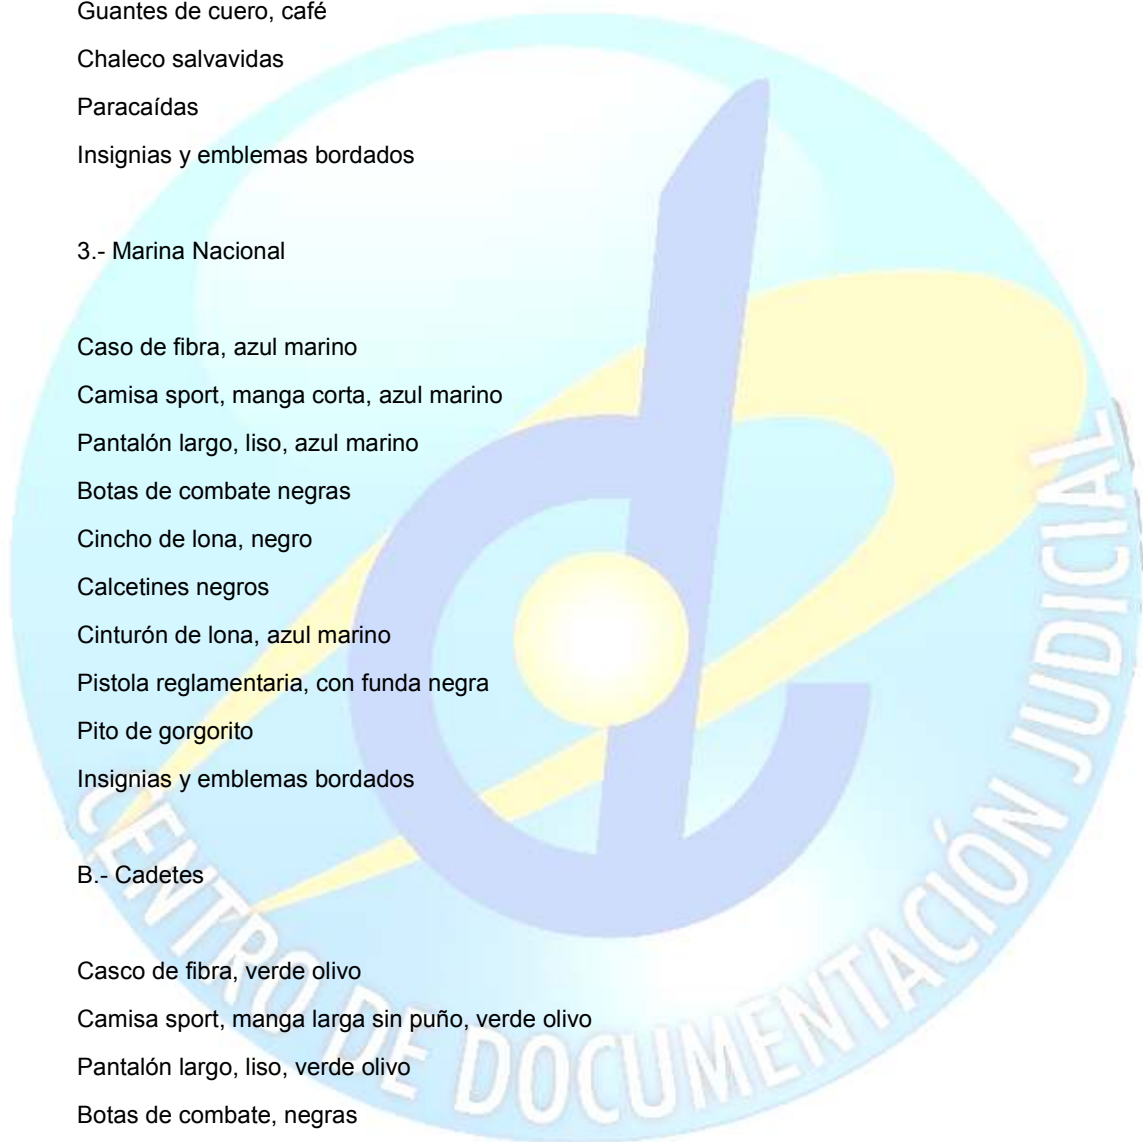 Guantes de cuero, café
Chaleco salvavidas
Paracaídas
Insignias y emblemas bordados
3.- Marina Nacional
Caso de fibra, azul marino
Camisa sport, manga corta, azul marino
Pantalón largo, liso, azul marino
Botas de combate negras
Cincho de lona, negro
Calcetines negros
Cinturón de lona, azul marino
Pistola reglamentaria, con funda negra
Pito de gorgorito
Insignias y emblemas bordados
B.- Cadetes
Casco de fibra, verde olivo
Camisa sport, manga larga sin puño, verde olivo
Pantalón largo, liso, verde olivo
Botas de combate, negras
CENTRO DE DOCUMENTACIÓN JUDICIAL